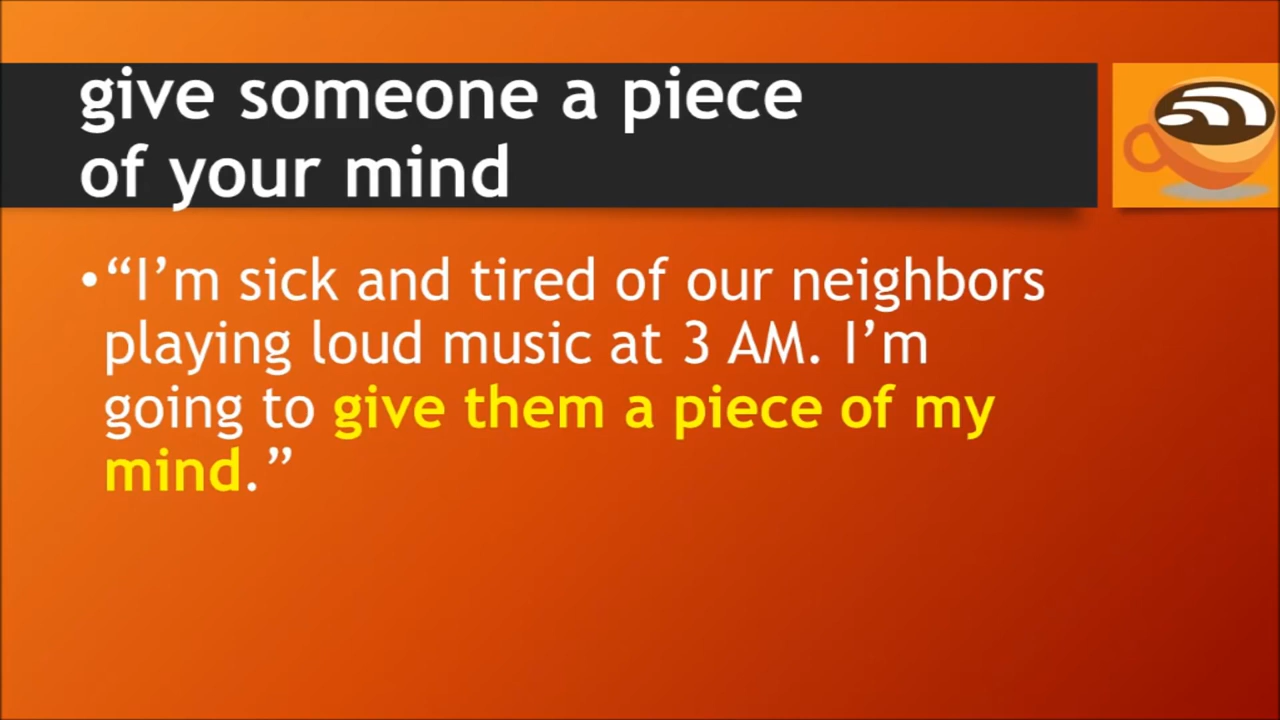 give someone a piece
of your mind
•“I’m sick and tired of our neighbors
playing loud music at 3 AM. I’m
going to give them a piece of my
mind.”